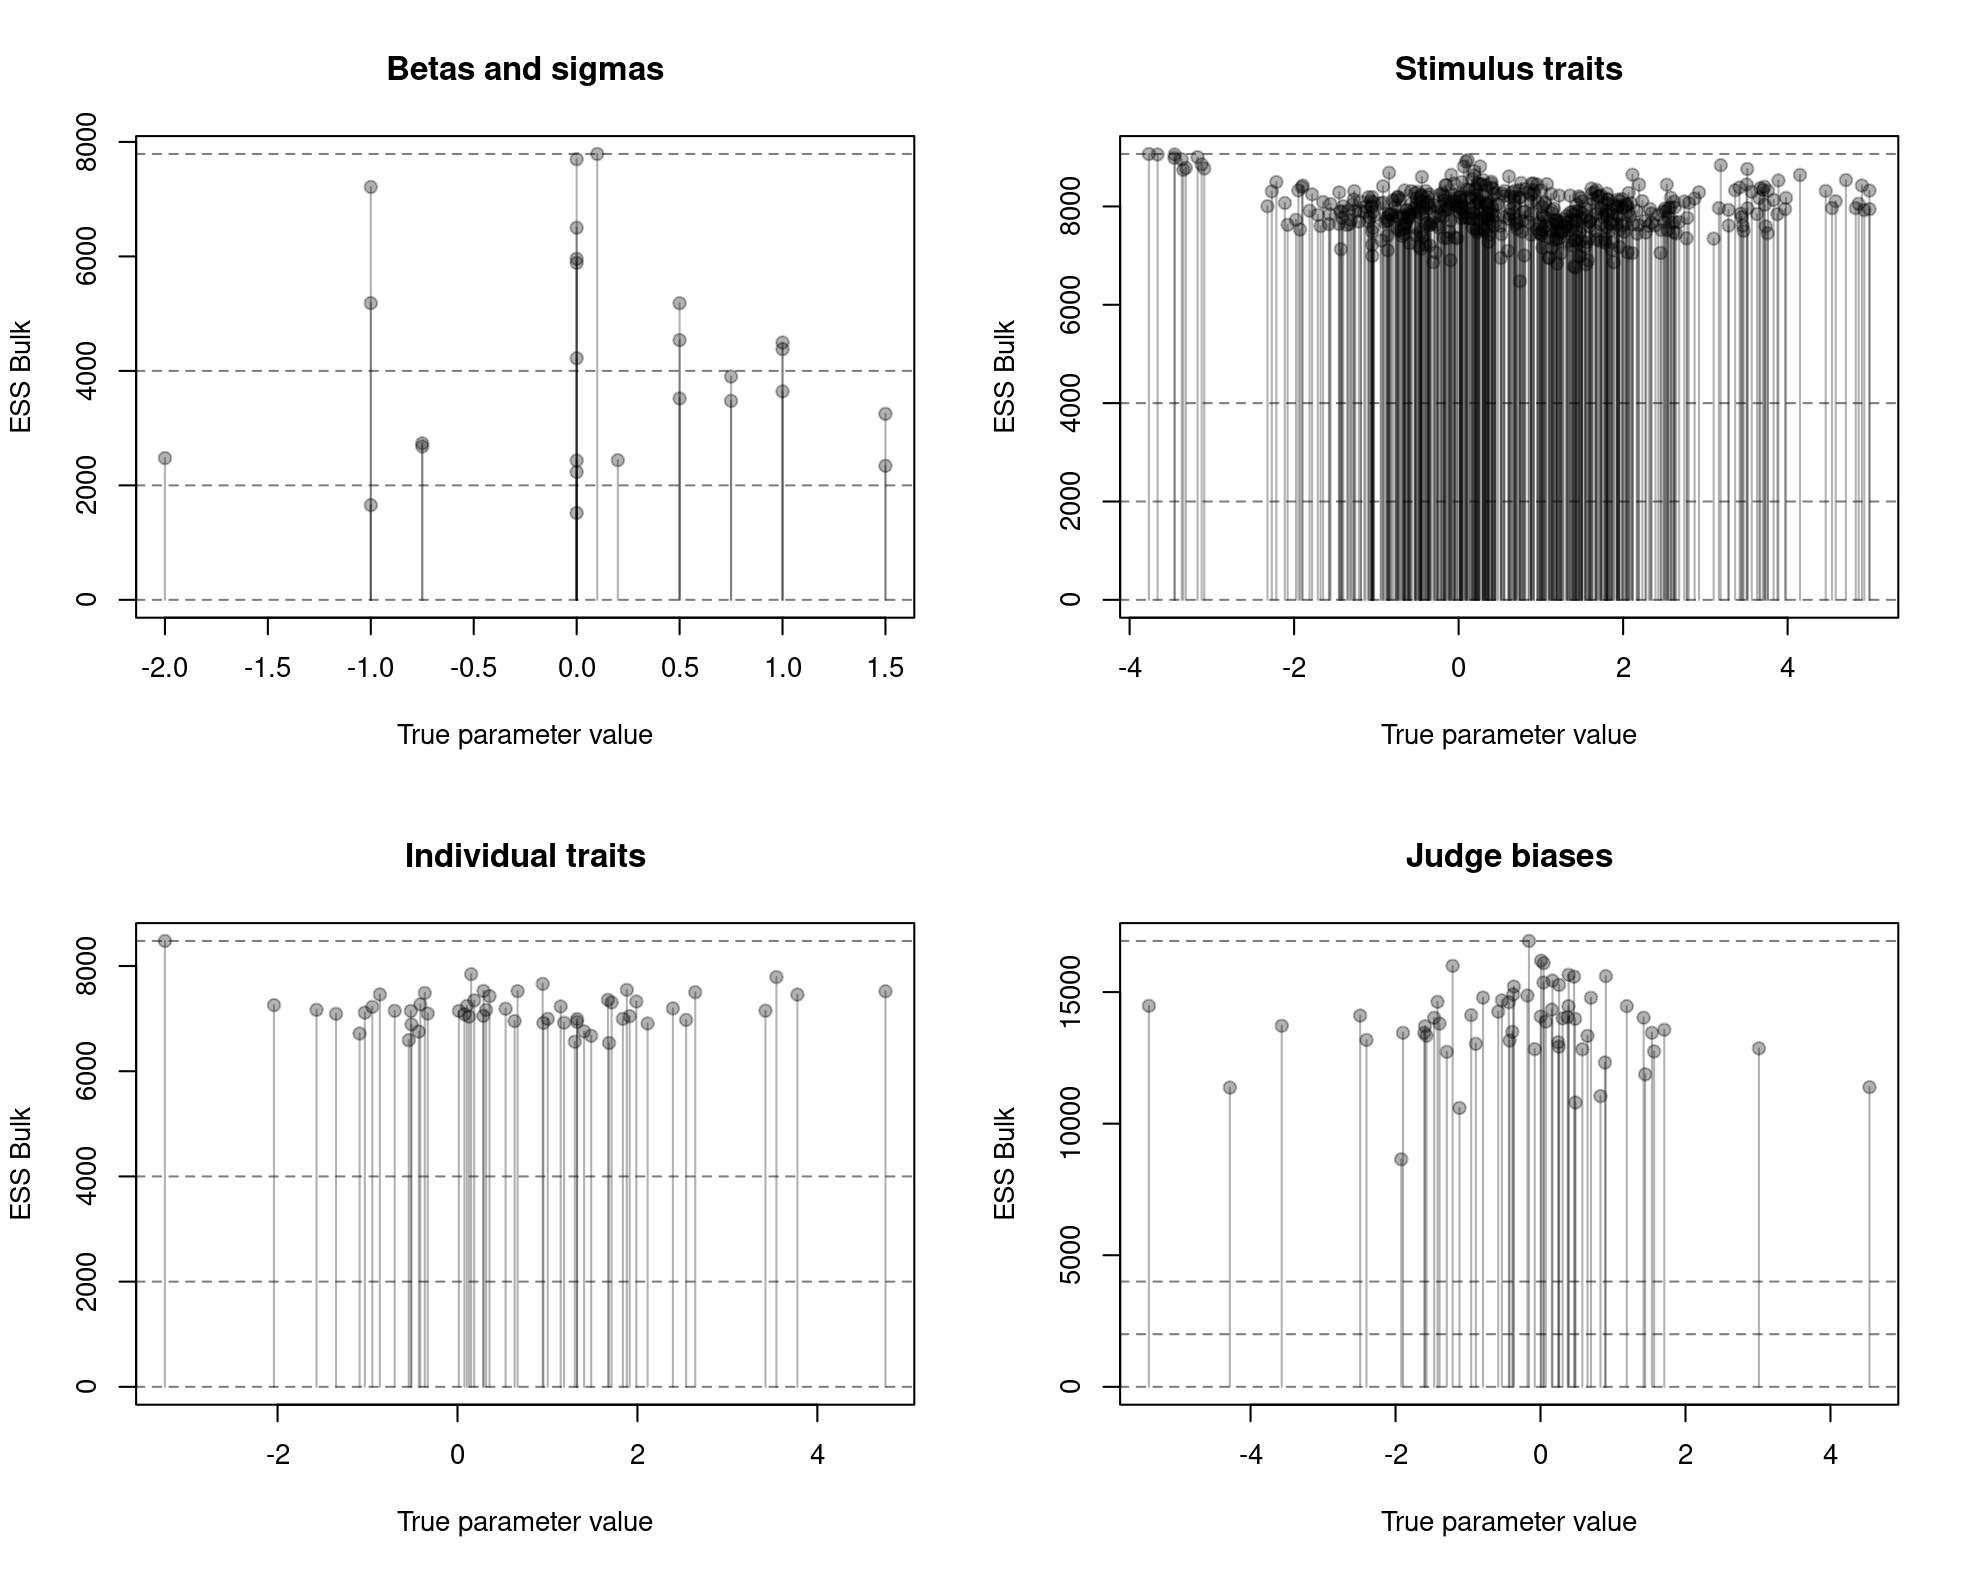 Betas and sigmas
ESS Bulk
8000
6000
4000
2000
0
-2.0 -1.5 -1.0 -0.5 0.0 0.5 1.0 1.5
True parameter value
Stimulus traits
ESS Bulk
8000
6000
4000
2000
0
-4 -2 0 2 4
True parameter value
Individual traits
ESS Bulk
8000
6000
4000
2000
0
-2 0 2 4
True parameter value
Judge biases
ESS Bulk
15000
10000
5000
0
-4 -2 0 2 4
True parameter value